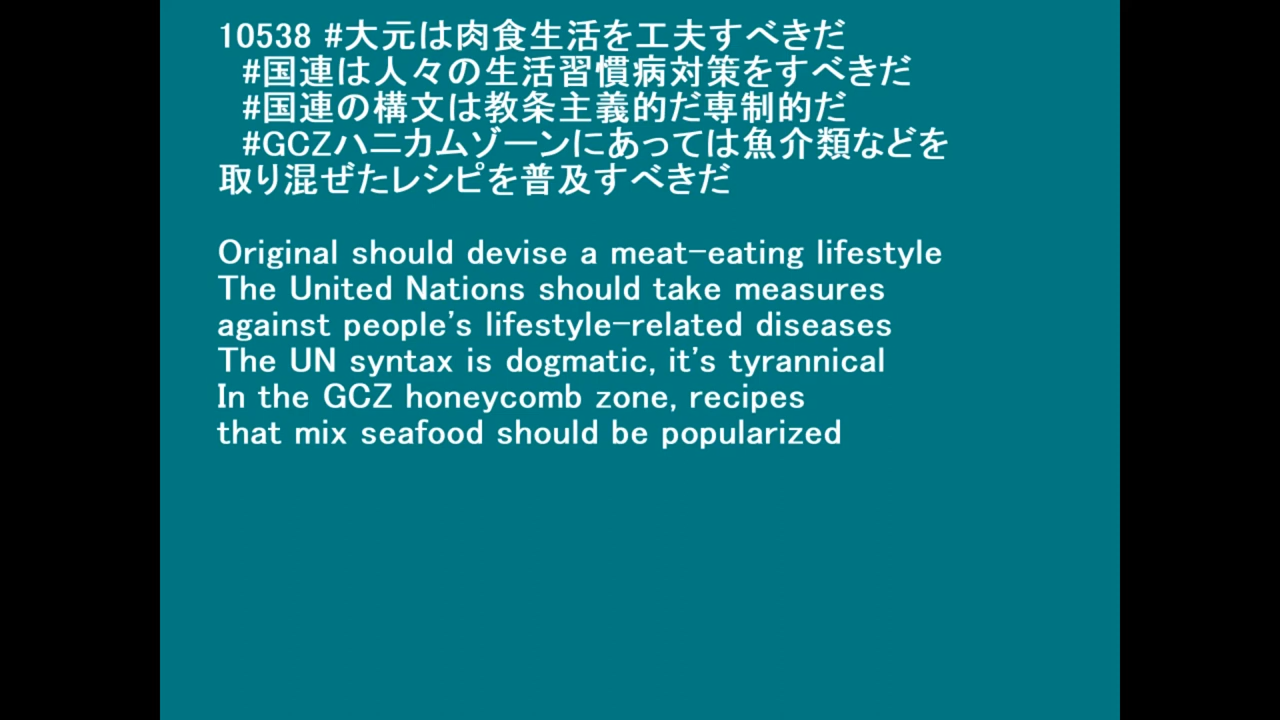 10538 #大元は肉食生活を工夫すべきだ
#国連は人々の生活習慣病対策をすべきだ
#国連の構文は教条主義的だ専制的だ
#GCZハニカムゾーンにあっては魚介類などを
取り混ぜたレシピを普及すべきだ
Original should devise a meat-eating lifestyle
The United Nations should take measures
against people's lifestyle-related diseases
The UN syntax is dogmatic, it's tyrannical
In the GCZ honeycomb zone, recipes
that mix seafood should be popularized